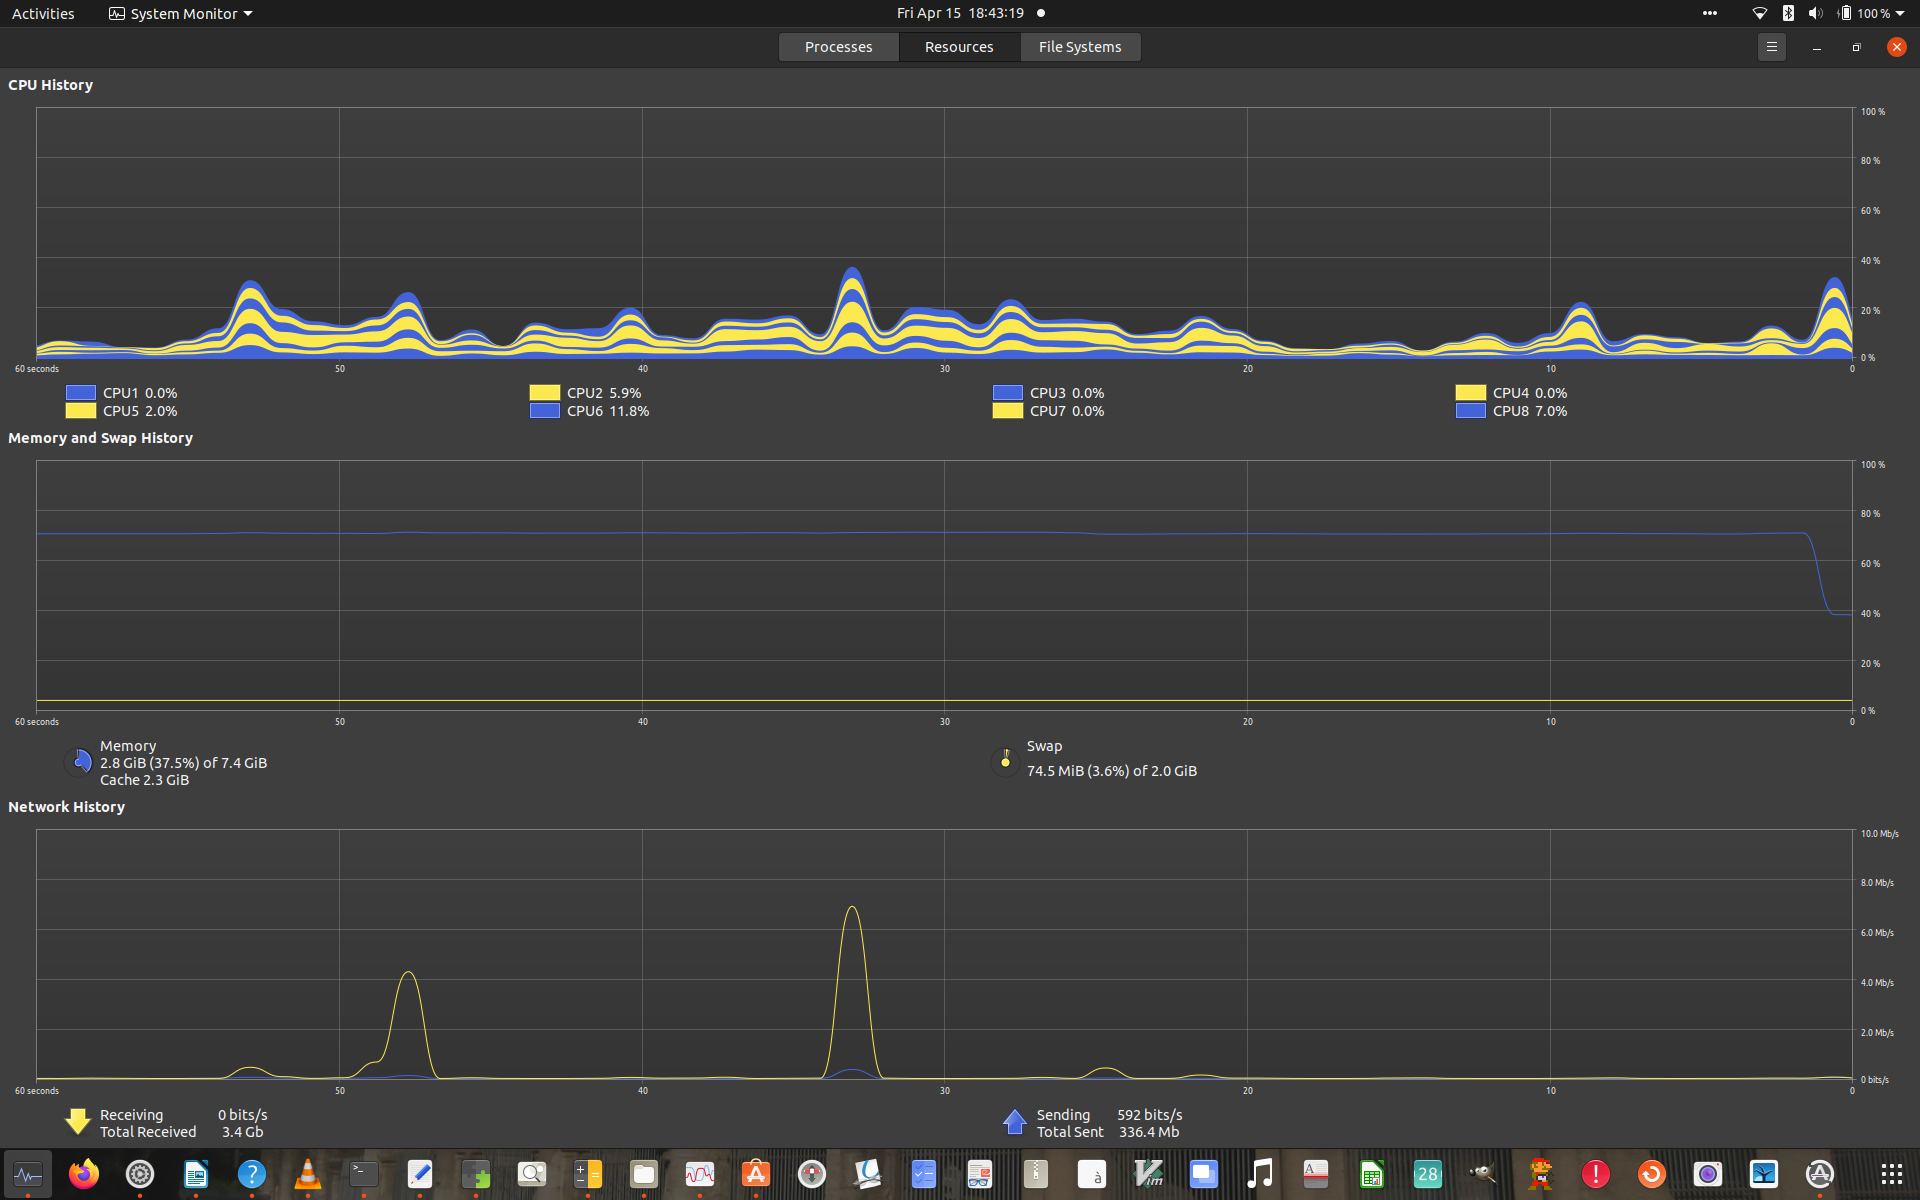 Activities System Monitor Fri Apr 15 18:43:19 100 %
Processes Resources File Systems
CPU History
100 %
80 %
60 %
40 %
20 %
0 %
60 seconds 50 40 30 20 10 0
CPU1 0.0% CPU2 5.9% CPU3 0.0% CPU4 0.0%
CPU5 2.0% CPU6 11.8% CPU7 0.0% CPU8 7.0%
Memory and Swap History
100 %
80 %
60 %
40 %
20 %
0 %
60 seconds 50 40 30 20 10 0
Memory
2.8 GiB (37.5%) of 7.4 GiB
Cache 2.3 GiB
Swap
74.5 MiB (3.6%) of 2.0 GiB
Network History
10.0 Mb/s
8.0 Mb/s
6.0 Mb/s
4.0 Mb/s
2.0 Mb/s
0 bits/s
60 seconds 50 40 30 20 10 0
Receiving 0 bits/s
Total Received 3.4 Gb
Sending 592 bits/s
Total Sent 336.4 Mb
à
Vim
A
28